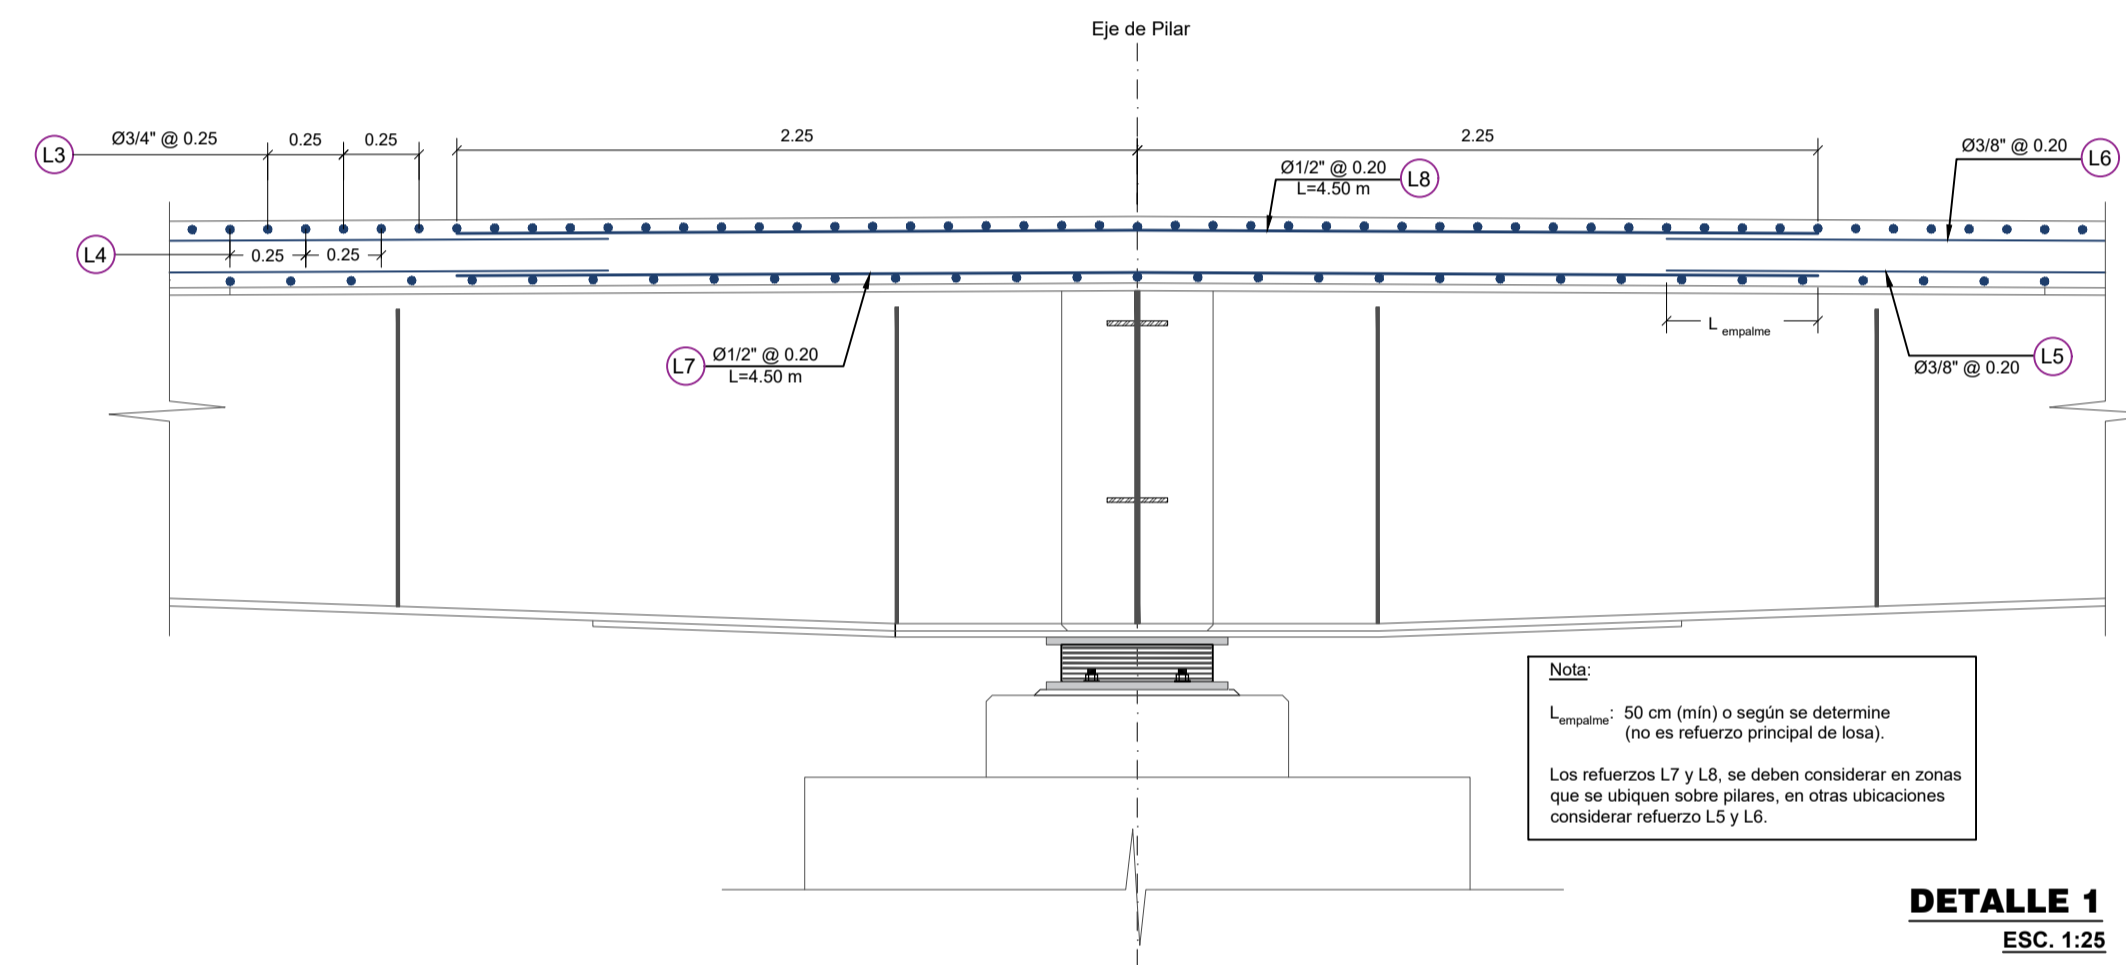 Eje de Pilar
L3
Ø3/4" @ 0.25
0.25
0.25
2.25
2.25
Ø1/2" @ 0.20
L=4.50 m
L8
Ø3/8" @ 0.20
L6
L4
0.25
0.25
L7
Ø1/2" @ 0.20
L=4.50 m
L empalme
Ø3/8" @ 0.20
L5
Nota:
Lempalme: 50 cm (mín) o según se determine
(no es refuerzo principal de losa).
Los refuerzos L7 y L8, se deben considerar en zonas
que se ubiquen sobre pilares, en otras ubicaciones
considerar refuerzo L5 y L6.
DETALLE 1
ESC. 1:25